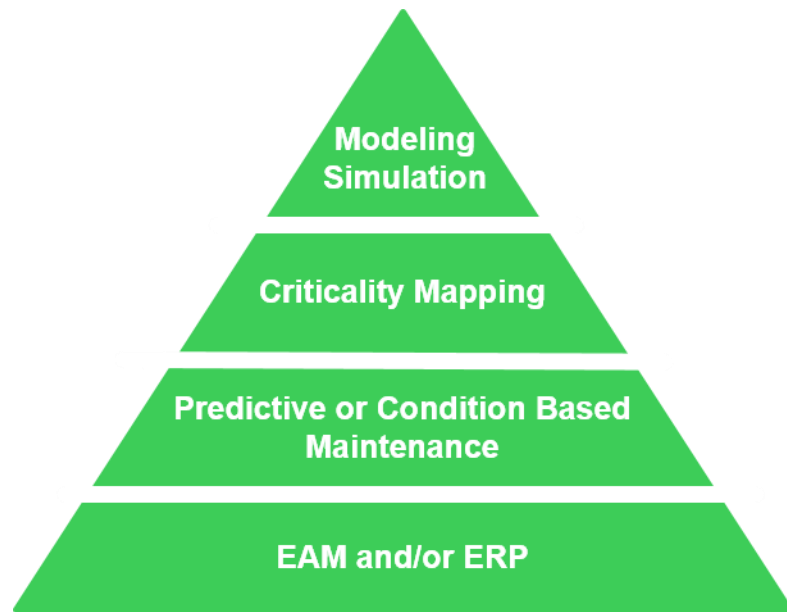 Modeling
Simulation
Criticality Mapping
Predictive or Condition Based
Maintenance
EAM and/or ERP